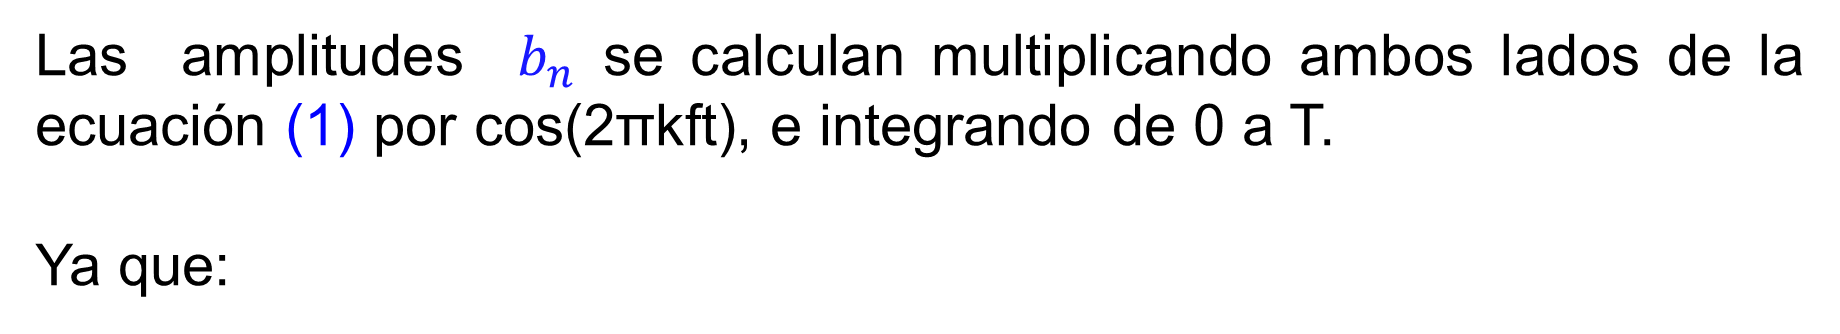 Las amplitudes bₙ se calculan multiplicando ambos lados de la
ecuación (1) por cos(2πkft), e integrando de 0 a T.
Ya que: